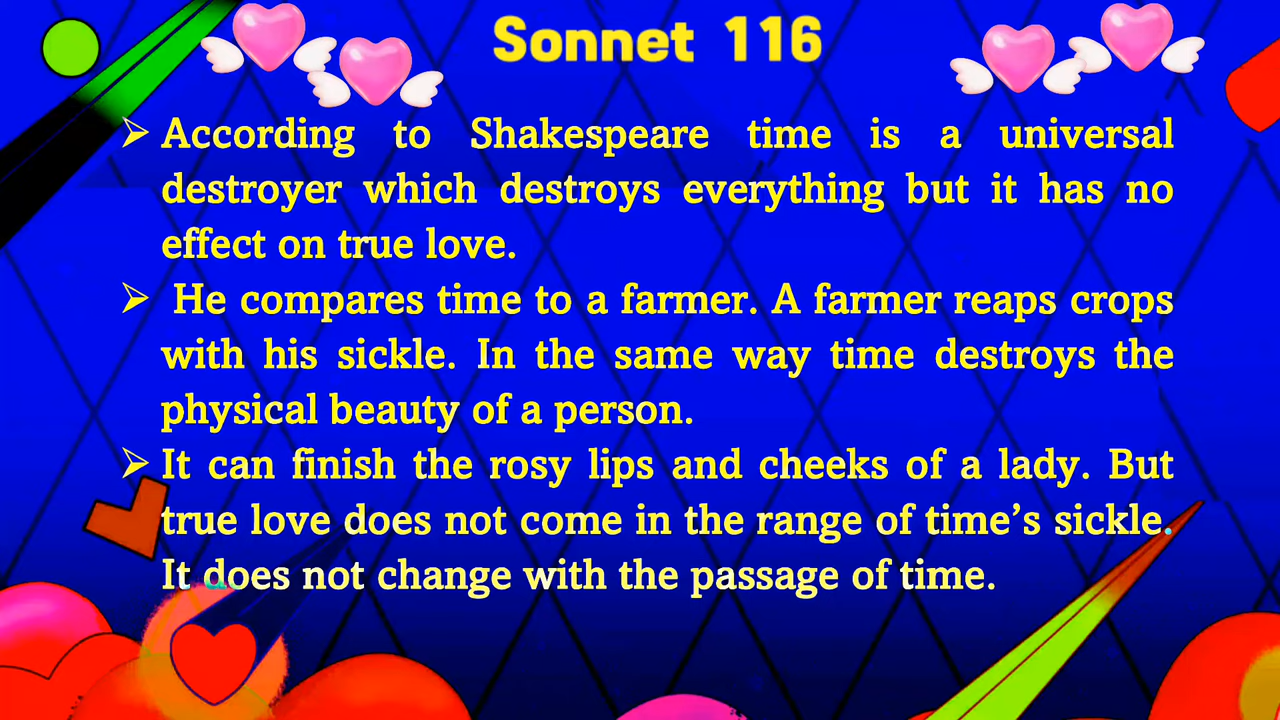 Sonnet 116
➢ According to Shakespeare time is a universal
destroyer which destroys everything but it has no
effect on true love.
➢ He compares time to a farmer. A farmer reaps crops
with his sickle. In the same way time destroys the
physical beauty of a person.
➢ It can finish the rosy lips and cheeks of a lady. But
true love does not come in the range of time’s sickle.
It does not change with the passage of time.